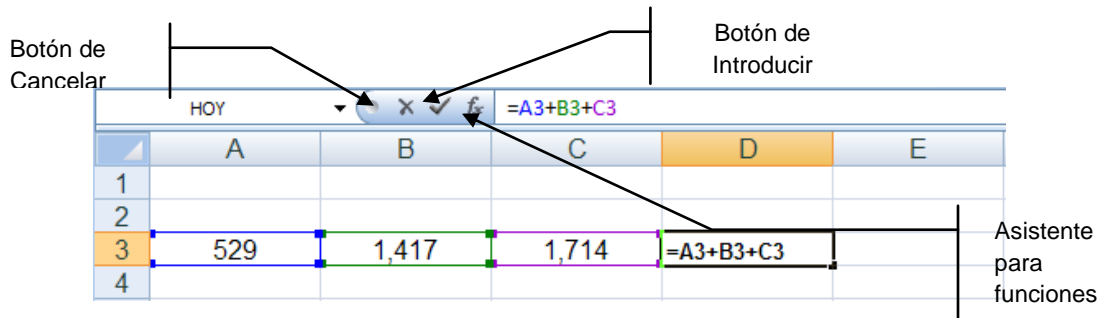 Botón de
Cancelar
Botón de
Introducir
HOY fx =A3+B3+C3
A B C D E
1
2
3 529 1,417 1,714 =A3+B3+C3
4
Asistente
para
funciones